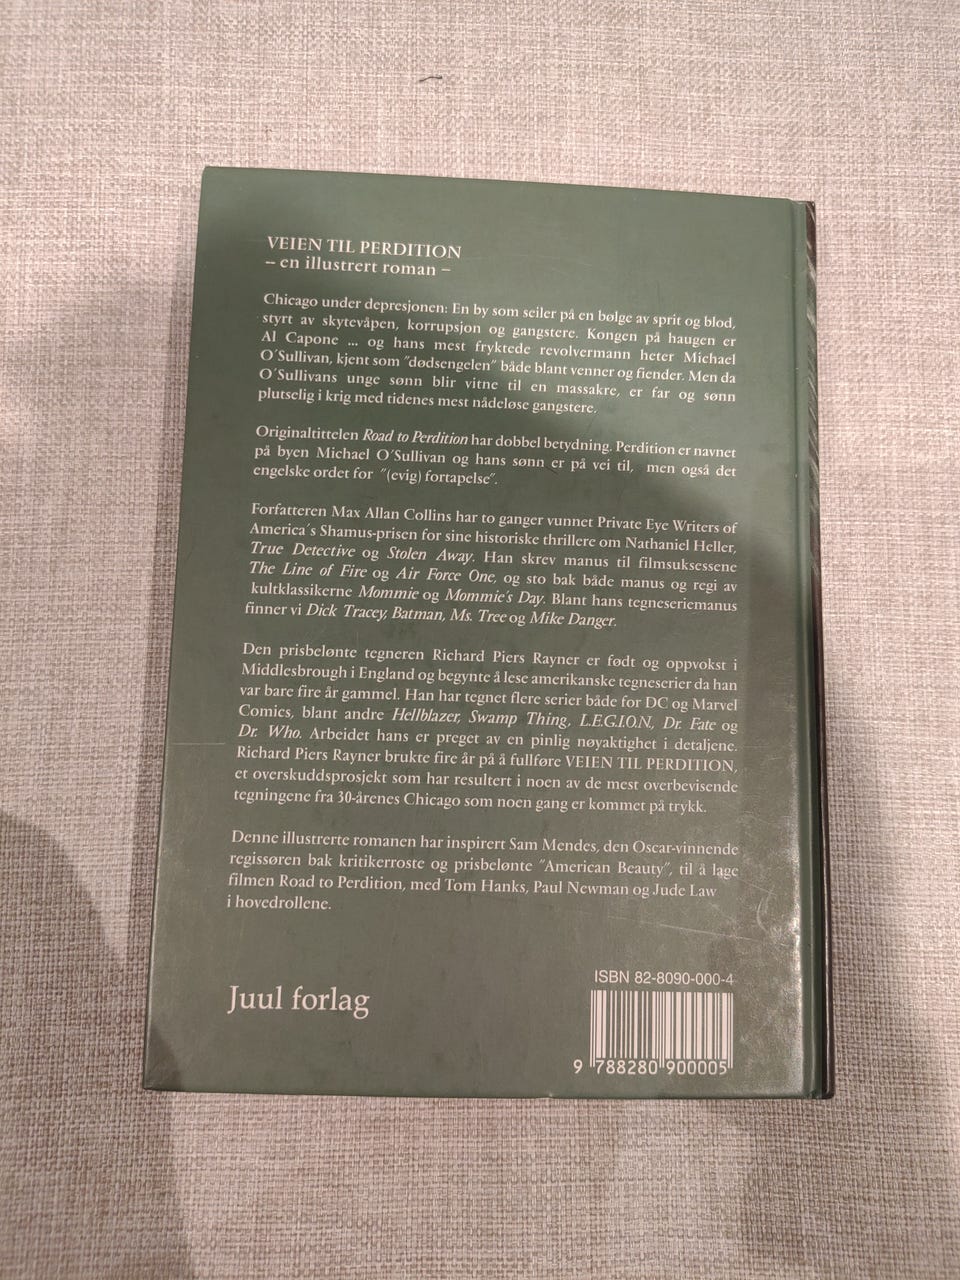 VEIEN TIL PERDITION
– en illustrert roman –
Chicago under depresjonen: En by som seiler på en bølge av sprit og blod,
styrt av skytevåpen, korrupsjon og gangstere. Kongen på haugen er
Al Capone ... og hans mest fryktede revolvermann heter Michael
O´Sullivan, kjent som ˝dødsengelen˝ både blant venner og fiender. Men da
O´Sullivans unge sønn blir vitne til en massakre, er far og sønn
plutselig i krig med tidenes mest nådeløse gangstere.
Originaltittelen Road to Perdition har dobbel betydning. Perdition er navnet
på byen Michael O´Sullivan og hans sønn er på vei til, men også det
engelske ordet for ˝(evig) fortapelse˝.
Forfatteren Max Allan Collins har to ganger vunnet Private Eye Writers of
America´s Shamus-prisen for sine historiske thrillere om Nathaniel Heller,
True Detective og Stolen Away. Han skrev manus til filmsuksessene
The Line of Fire og Air Force One, og sto bak både manus og regi av
kultklassikerne Mommie og Mommie´s Day. Blant hans tegneseriemanus
finner vi Dick Tracey, Batman, Ms. Tree og Mike Danger.
Den prisbelønte tegneren Richard Piers Rayner er født og oppvokst i
Middlesbrough i England og begynte å lese amerikanske tegneserier da han
var bare fire år gammel. Han har tegnet flere serier både for DC og Marvel
Comics, blant andre Hellblazer, Swamp Thing, L.E.G.I.O.N., Dr. Fate og
Dr. Who. Arbeidet hans er preget av en pinlig nøyaktighet i detaljene.
Richard Piers Rayner brukte fire år på å fullføre VEIEN TIL PERDITION,
et overskuddsprosjekt som har resultert i noen av de mest overbevisende
tegningene fra 30-årenes Chicago som noen gang er kommet på trykk.
Denne illustrerte romanen har inspirert Sam Mendes, den Oscar-vinnende
regissøren bak kritikerroste og prisbelønte ˝American Beauty˝, til å lage
filmen Road to Perdition, med Tom Hanks, Paul Newman og Jude Law
i hovedrollene.
Juul forlag
ISBN 82-8090-000-4
9 788280 900005